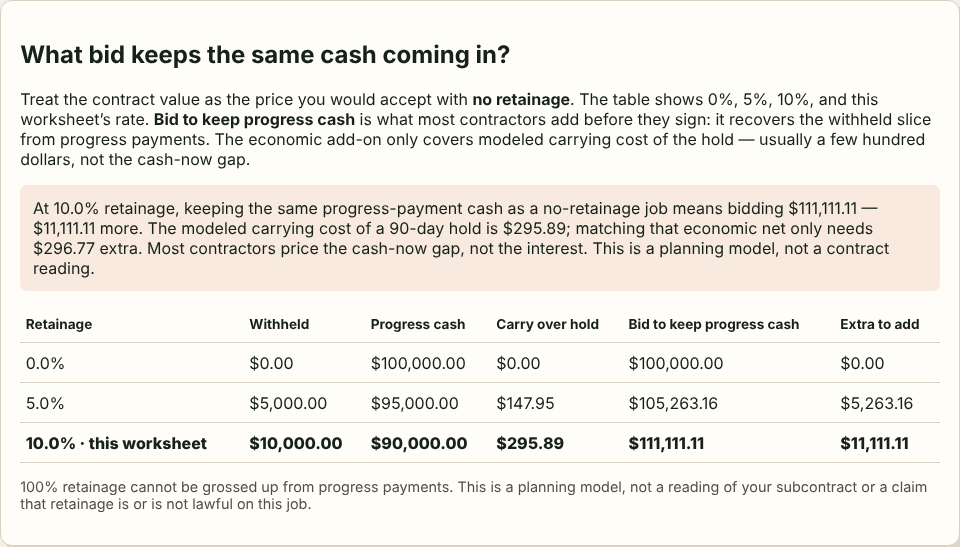 What bid keeps the same cash coming in?
Treat the contract value as the price you would accept with no retainage. The table shows 0%, 5%, 10%, and this
worksheet’s rate. Bid to keep progress cash is what most contractors add before they sign: it recovers the withheld slice
from progress payments. The economic add-on only covers modeled carrying cost of the hold — usually a few hundred
dollars, not the cash-now gap.
At 10.0% retainage, keeping the same progress-payment cash as a no-retainage job means bidding $111,111.11 —
$11,111.11 more. The modeled carrying cost of a 90-day hold is $295.89; matching that economic net only needs
$296.77 extra. Most contractors price the cash-now gap, not the interest. This is a planning model, not a contract
reading.
Retainage Withheld Progress cash Carry over hold Bid to keep progress cash Extra to add
0.0% $0.00 $100,000.00 $0.00 $100,000.00 $0.00
5.0% $5,000.00 $95,000.00 $147.95 $105,263.16 $5,263.16
10.0% · this worksheet $10,000.00 $90,000.00 $295.89 $111,111.11 $11,111.11
100% retainage cannot be grossed up from progress payments. This is a planning model, not a reading of your subcontract or a claim
that retainage is or is not lawful on this job.